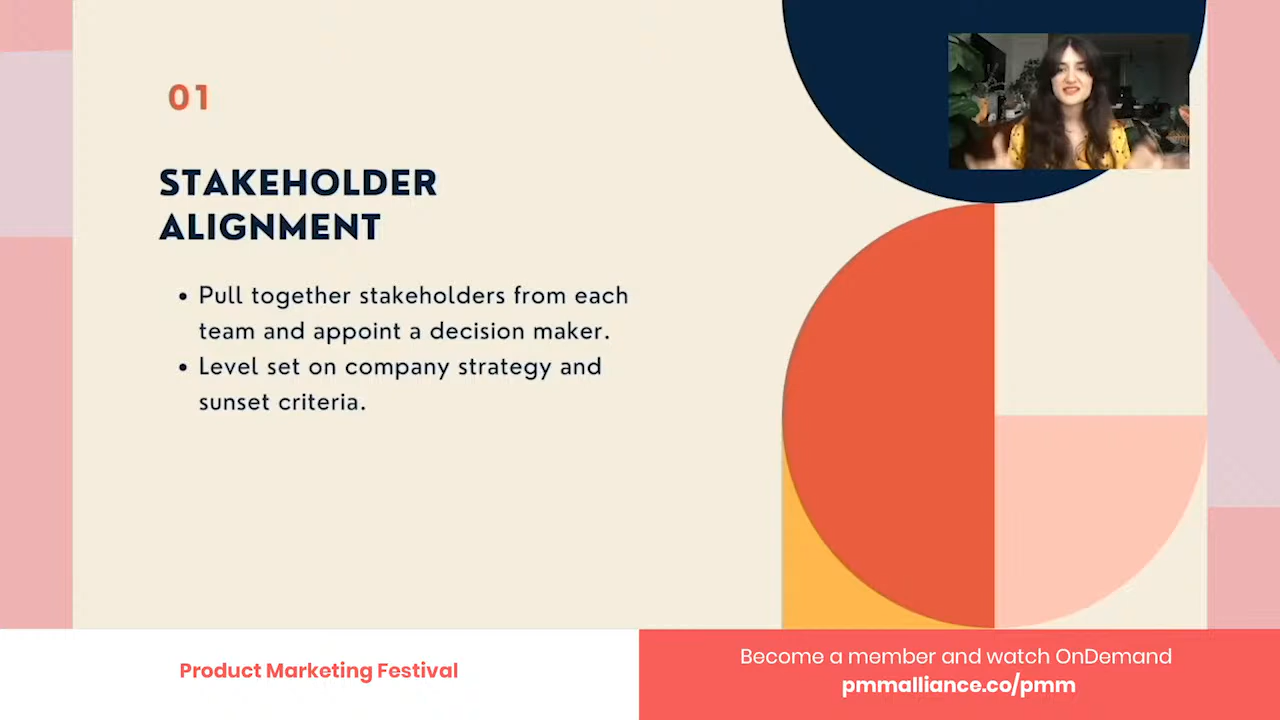 01
STAKEHOLDER
ALIGNMENT
• Pull together stakeholders from each
team and appoint a decision maker.
• Level set on company strategy and
sunset criteria.
Product Marketing Festival
Become a member and watch OnDemand
pmmalliance.co/pmm